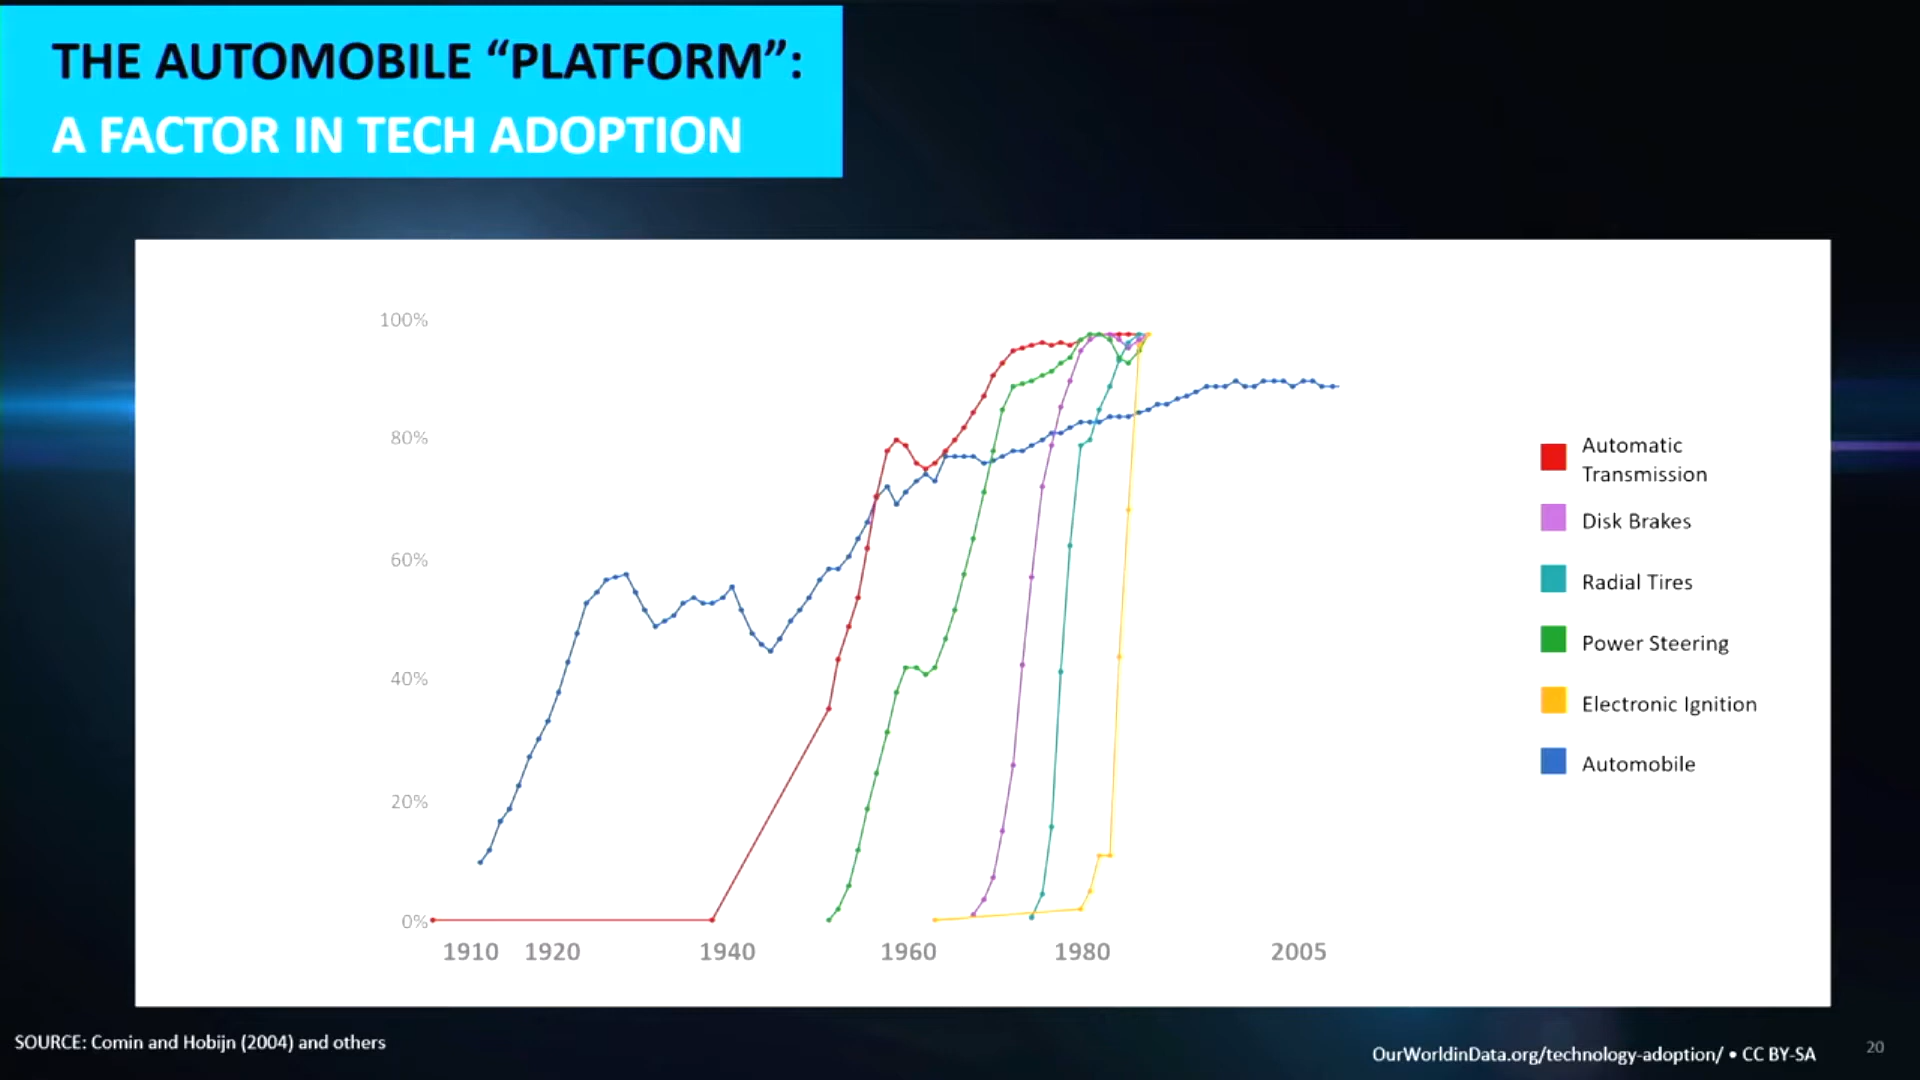 THE AUTOMOBILE “PLATFORM”:
A FACTOR IN TECH ADOPTION
100%
80%
60%
40%
20%
0%
1910 1920 1940 1960 1980 2005
Automatic
Transmission
Disk Brakes
Radial Tires
Power Steering
Electronic Ignition
Automobile
SOURCE: Comin and Hobijn (2004) and others
OurWorldinData.org/technology-adoption/ • CC BY-SA
20